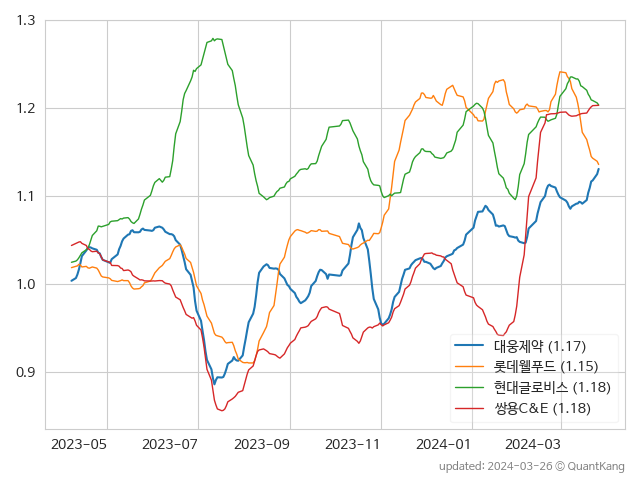 1.3
1.2
1.1
1.0
0.9
대웅제약 (1.17)
롯데웰푸드 (1.15)
현대글로비스 (1.18)
쌍용C&E (1.18)
2023-05 2023-07 2023-09 2023-11 2024-01 2024-03
updated: 2024-03-26 © QuantKang